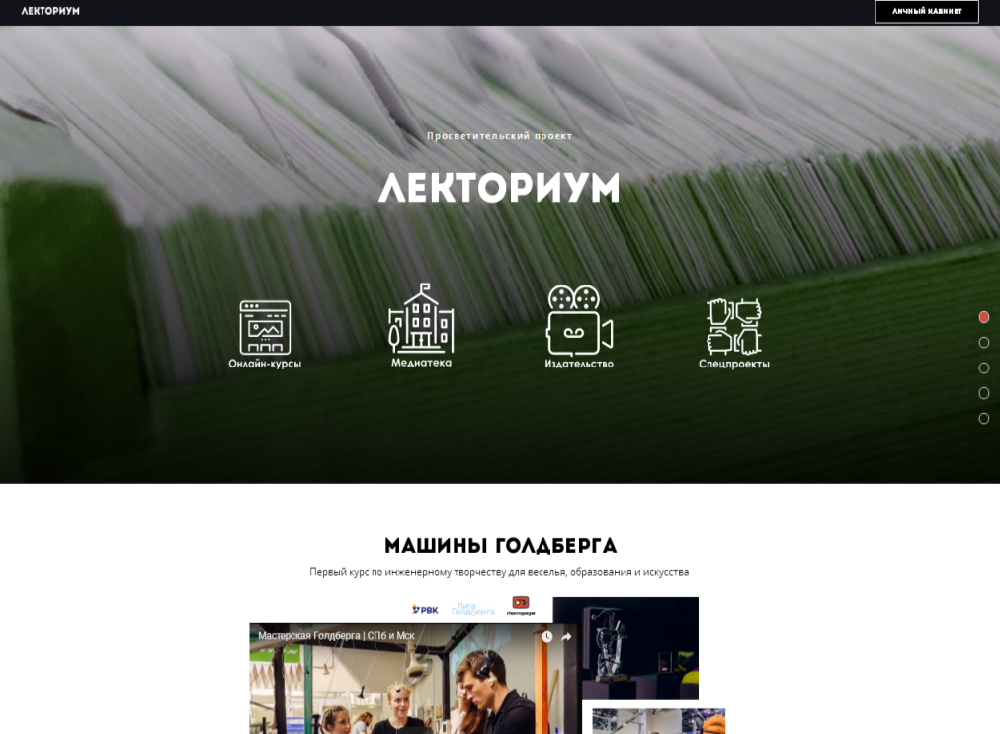 ЛЕКТОРИУМ
ЛИЧНЫЙ КАБИНЕТ
Просветительский проект
ЛЕКТОРИУМ
Онлайн-курсы
Медиатека
Издательство
Спецпроекты
МАШИНЫ ГОЛДБЕРГА
Первый курс по инженерному творчеству для веселья, образования и искусства
РВК
Лига
Голдберга
Лекториум
Мастерская Голдберга | СПб и Мск